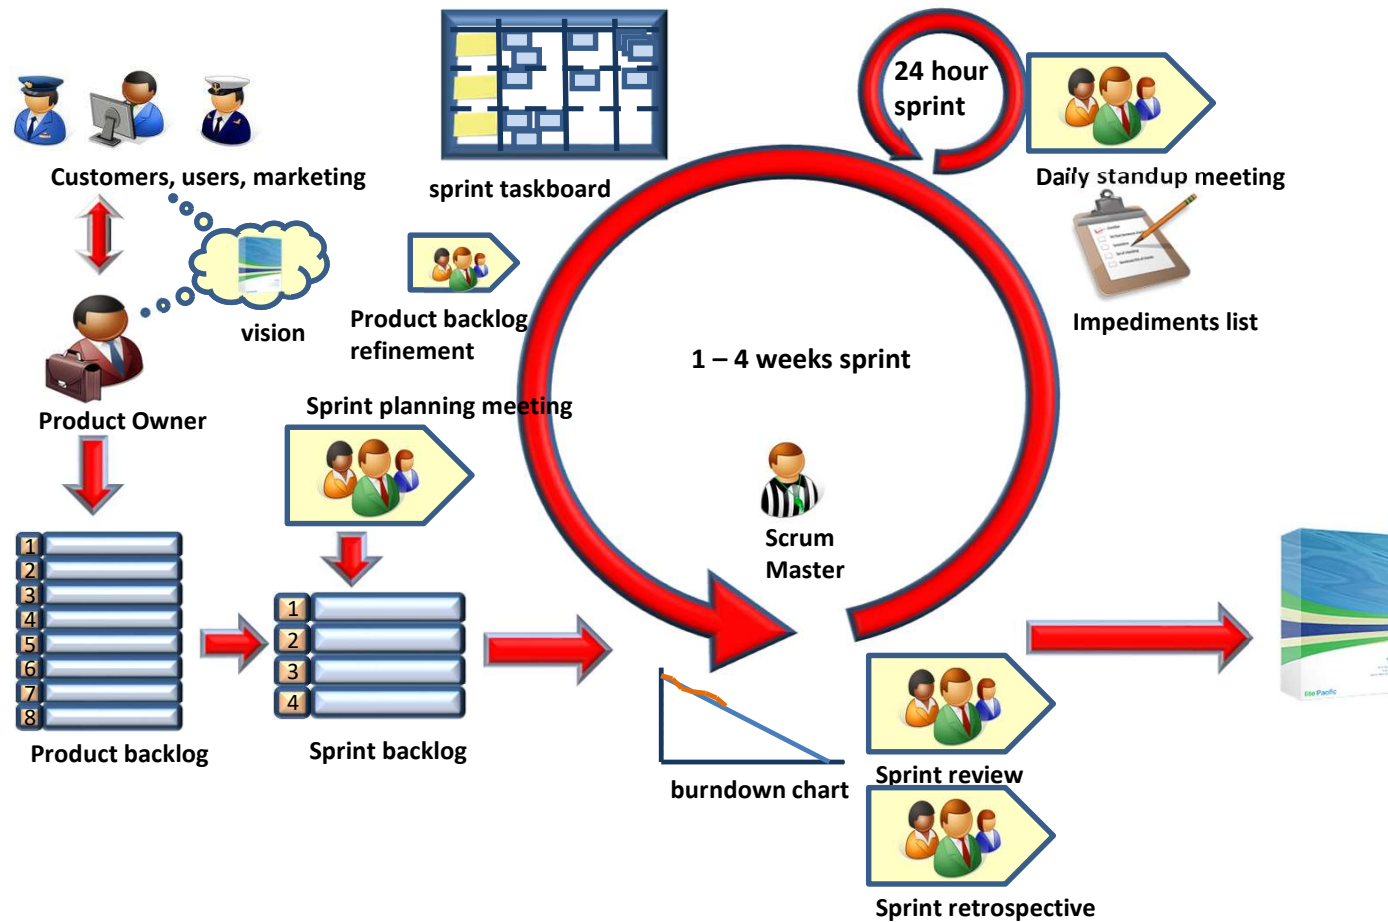 24 hour
sprint
Customers, users, marketing
sprint taskboard
Daily standup meeting
vision
Product backlog
refinement
Impediments list
1 – 4 weeks sprint
Product Owner
Sprint planning meeting
Scrum
Master
1
2
3
4
5
6
7
8
1
2
3
4
Product backlog
Sprint backlog
burndown chart
Sprint review
Sprint retrospective